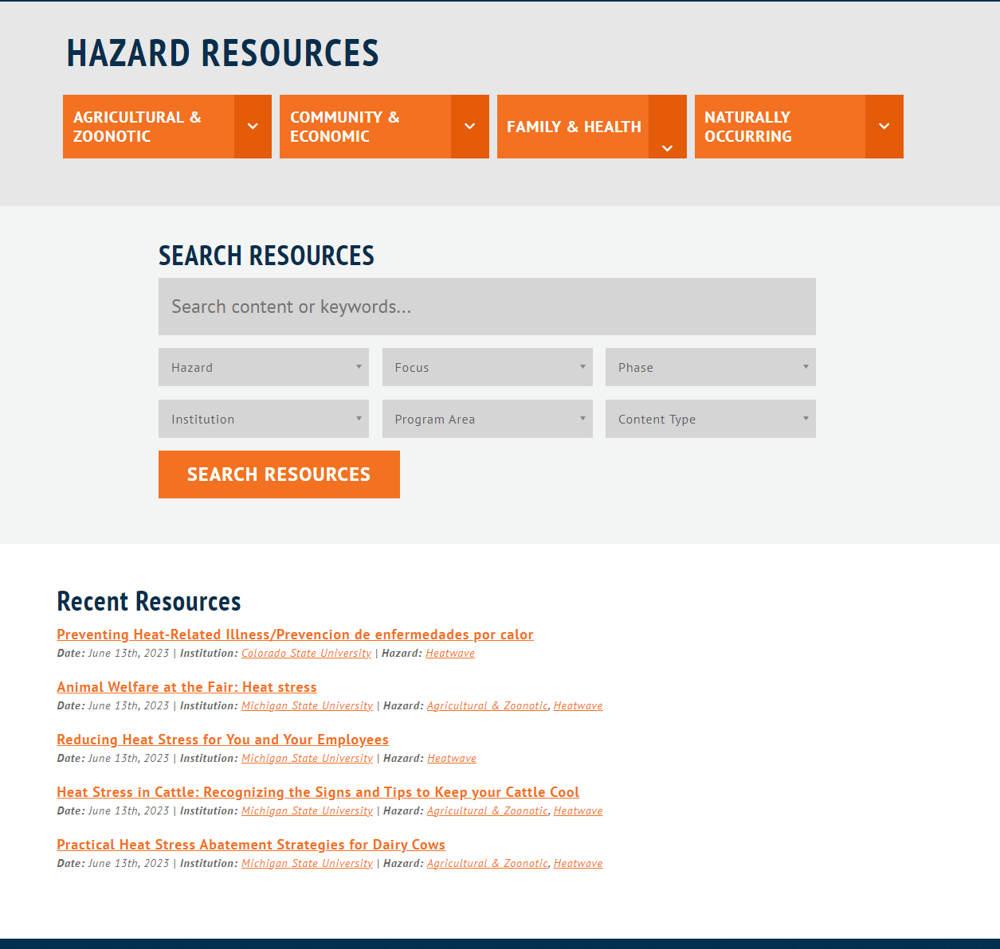 HAZARD RESOURCES
AGRICULTURAL &
ZOONOTIC
COMMUNITY &
ECONOMIC
FAMILY & HEALTH
NATURALLY
OCCURRING
SEARCH RESOURCES
Search content or keywords...
Hazard
Focus
Phase
Institution
Program Area
Content Type
SEARCH RESOURCES
Recent Resources
Preventing Heat-Related Illness/Prevencion de enfermedades por calor
Date: June 13th, 2023 | Institution: Colorado State University | Hazard: Heatwave
Animal Welfare at the Fair: Heat stress
Date: June 13th, 2023 | Institution: Michigan State University | Hazard: Agricultural & Zoonotic, Heatwave
Reducing Heat Stress for You and Your Employees
Date: June 13th, 2023 | Institution: Michigan State University | Hazard: Heatwave
Heat Stress in Cattle: Recognizing the Signs and Tips to Keep your Cattle Cool
Date: June 13th, 2023 | Institution: Michigan State University | Hazard: Agricultural & Zoonotic, Heatwave
Practical Heat Stress Abatement Strategies for Dairy Cows
Date: June 13th, 2023 | Institution: Michigan State University | Hazard: Agricultural & Zoonotic, Heatwave